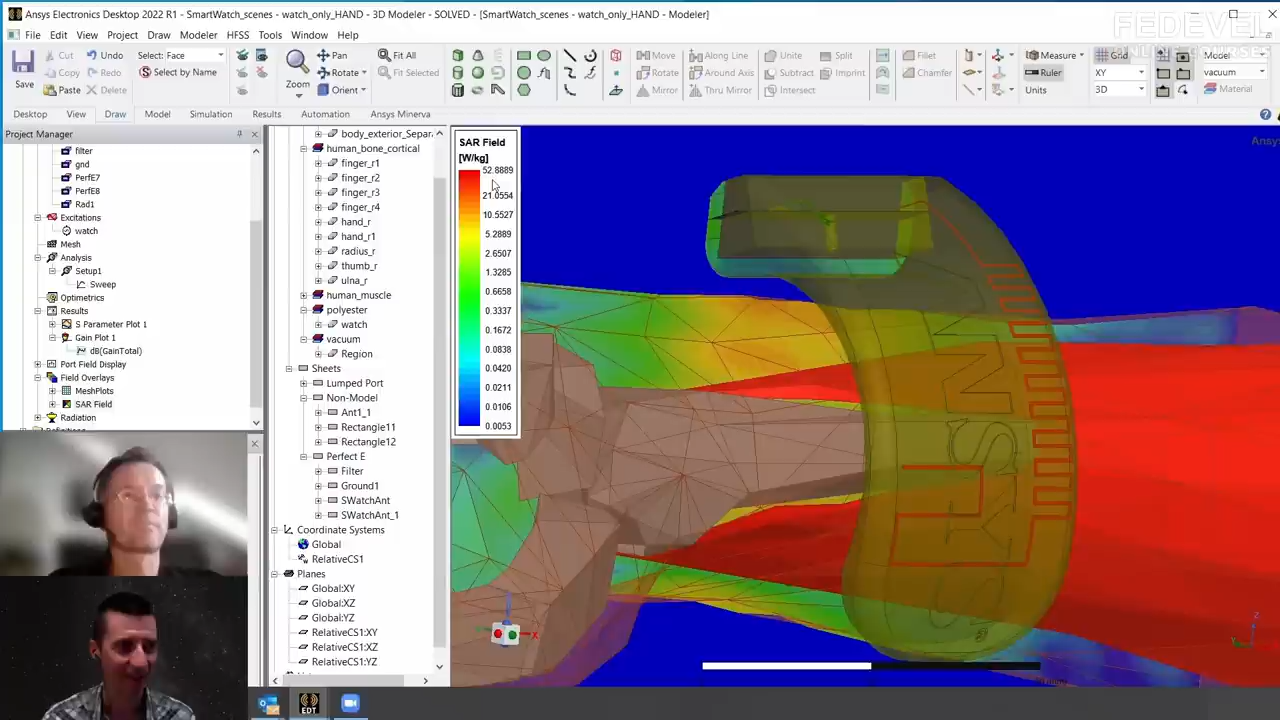 Ansys Electronics Desktop 2022 R1 - SmartWatch_scenes - watch_only_HAND - 3D Modeler - SOLVED - [SmartWatch_scenes - watch_only_HAND - Modeler]
FEDEVEL
ONLINE COURSES
File Edit View Project Draw Modeler HFSS Tools Window Help
Save
Cut
Copy
Paste
Undo
Redo
Delete
Select: Face
Select by Name
Zoom
Pan
Rotate
Orient
Fit All
Fit Selected
Move
Rotate
Mirror
Along Line
Around Axis
Thru Mirror
Unite
Subtract
Intersect
Split
Imprint
Fillet
Chamfer
Measure
Ruler
Units
Grid
XY
3D
Model
vacuum
Material
Desktop View Draw Model Simulation Results Automation Ansys Minerva
Project Manager
filter
gnd
PerfE7
PerfE8
Rad1
Excitations
watch
Mesh
Analysis
Setup1
Sweep
Optimetrics
Results
S Parameter Plot 1
Gain Plot 1
dB(GainTotal)
Port Field Display
Field Overlays
MeshPlots
SAR Field
Radiation
body_exterior_Separ
human_bone_cortical
finger_r1
finger_r2
finger_r3
finger_r4
hand_r
hand_r1
radius_r
thumb_r
ulna_r
human_muscle
polyester
watch
vacuum
Region
Sheets
Lumped Port
Non-Model
Ant1_1
Rectangle11
Rectangle12
Perfect E
Filter
Ground1
SWatchAnt
SWatchAnt_1
Coordinate Systems
Global
RelativeCS1
Planes
Global:XY
Global:XZ
Global:YZ
RelativeCS1:XY
RelativeCS1:XZ
RelativeCS1:YZ
SAR Field
[W/kg]
52.8889
21.0554
10.5527
5.2889
2.6507
1.3285
0.6658
0.3337
0.1672
0.0838
0.0420
0.0211
0.0106
0.0053
Ansy
X
Z
Y
EDT